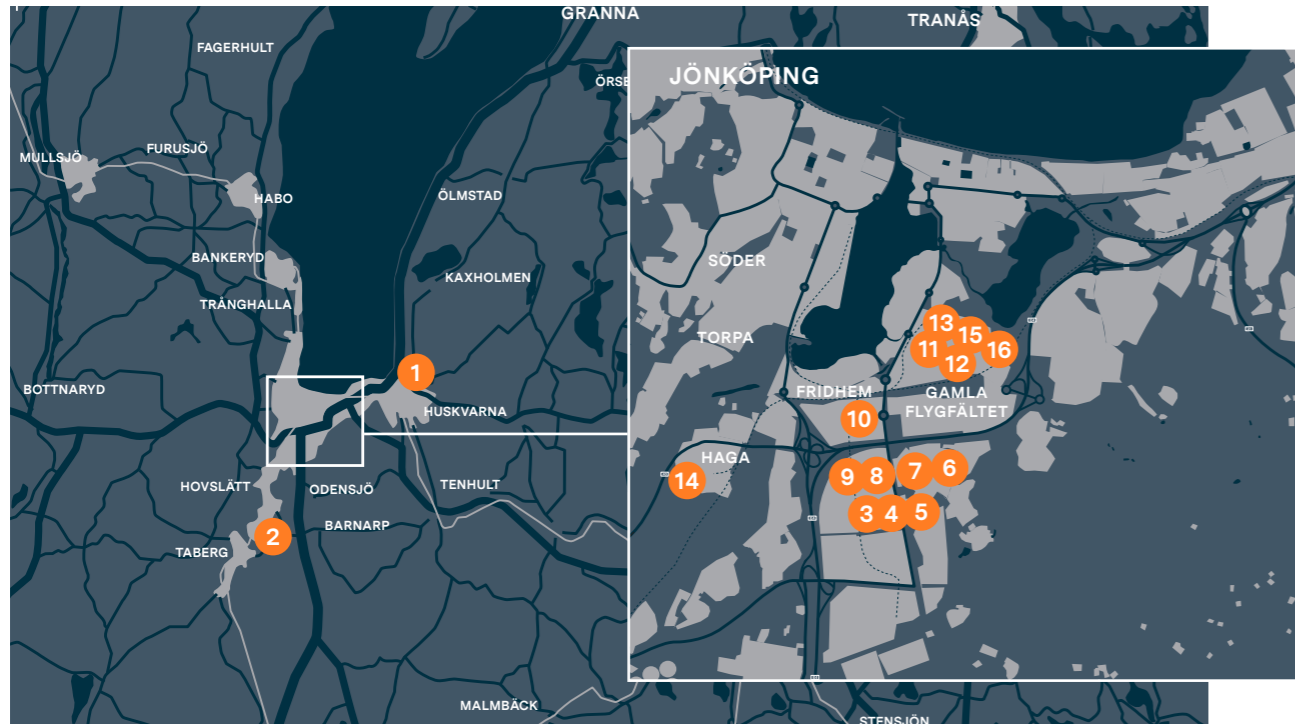 GRÄNNA
TRANÅS
FAGERHULT
JÖNKÖPING
MULLSJÖ
FURUSJÖ
HABO
ÖLMSTAD
BANKERYD
KAXHOLMEN
TRÅNGHALLA
BOTTNARYD
1
HUSKVARNA
HOVSLÄTT
ODENSJÖ
TENHULT
BARNARP
2
TABERG
MALMBÄCK
STENSJÖN
SÖDER
TORPA
13
15
11
12
16
FRIDHEM
GAMLA
FLYGFÄLTET
10
HAGA
14
9
8
7
6
3
4
5